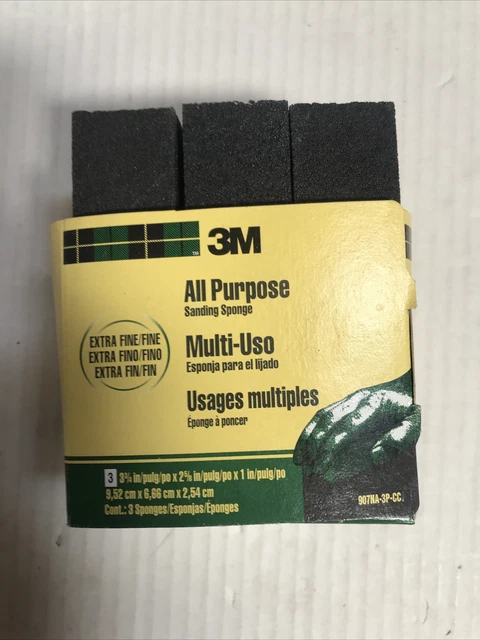 ™ 3M
All Purpose
Sanding Sponge
EXTRA FINE/FINE
EXTRA FINO/FINO
EXTRA FIN/FIN
Multi-Uso
Esponja para el lijado
Usages multiples
Éponge à poncer
3 3¾ in/pulg/po x 2⅝ in/pulg/po x 1 in/pulg/po
9,52 cm x 6,66 cm x 2,54 cm
Cont.: 3 Sponges/Esponjas/Éponges
907NA-3P-CC